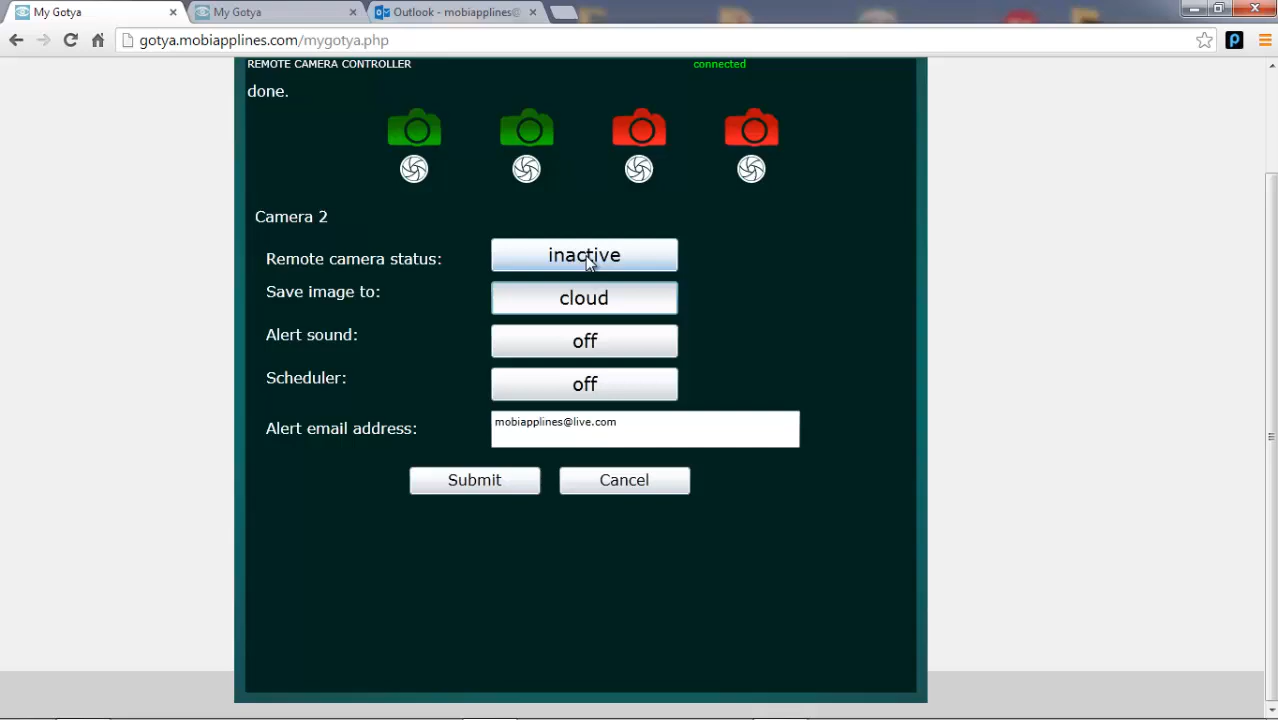 My Gotya
My Gotya
Outlook - mobiapplines@
gotya.mobiapplines.com/mygotya.php
REMOTE CAMERA CONTROLLER
connected
done.
Camera 2
Remote camera status:
inactive
Save image to:
cloud
Alert sound:
off
Scheduler:
off
Alert email address:
mobiapplines@live.com
Submit
Cancel